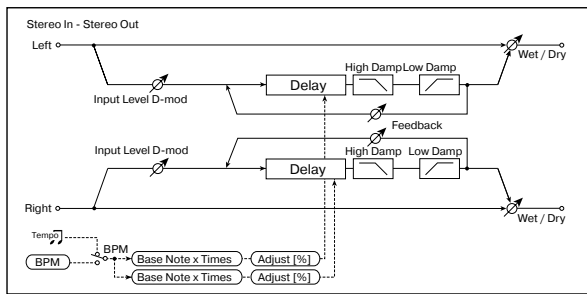 Stereo In - Stereo Out
Left
Wet / Dry
High Damp Low Damp
Delay
Input Level D-mod
Feedback
Input Level D-mod
High Damp Low Damp
Delay
Right
Wet / Dry
Tempo
BPM
BPM
Base Note x Times Adjust [%]
Base Note x Times Adjust [%]